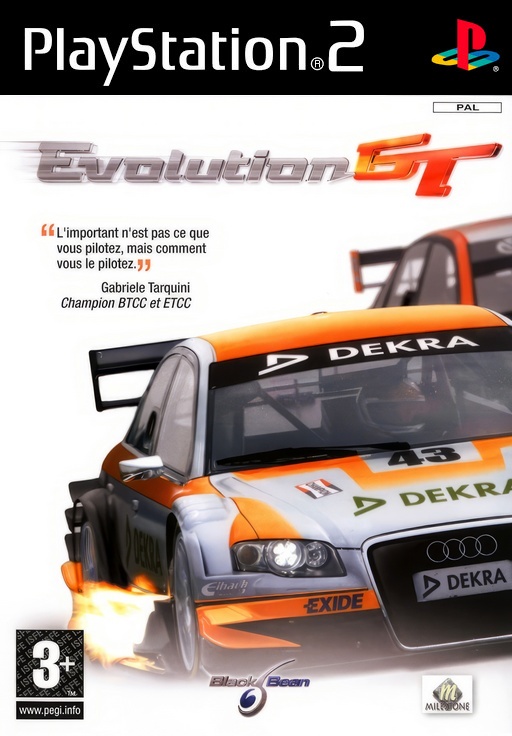 PlayStation®2
PAL
Evolution GT
“L'important n'est pas ce que
vous pilotez, mais comment
vous le pilotez.”
Gabriele Tarquini
Champion BTCC et ETCC
DEKRA
43
DEKRA
DEKRA
DEKRA
Eibach
EXIDE
3+
TM
www.pegi.info
Black Bean
M
MILESTONE